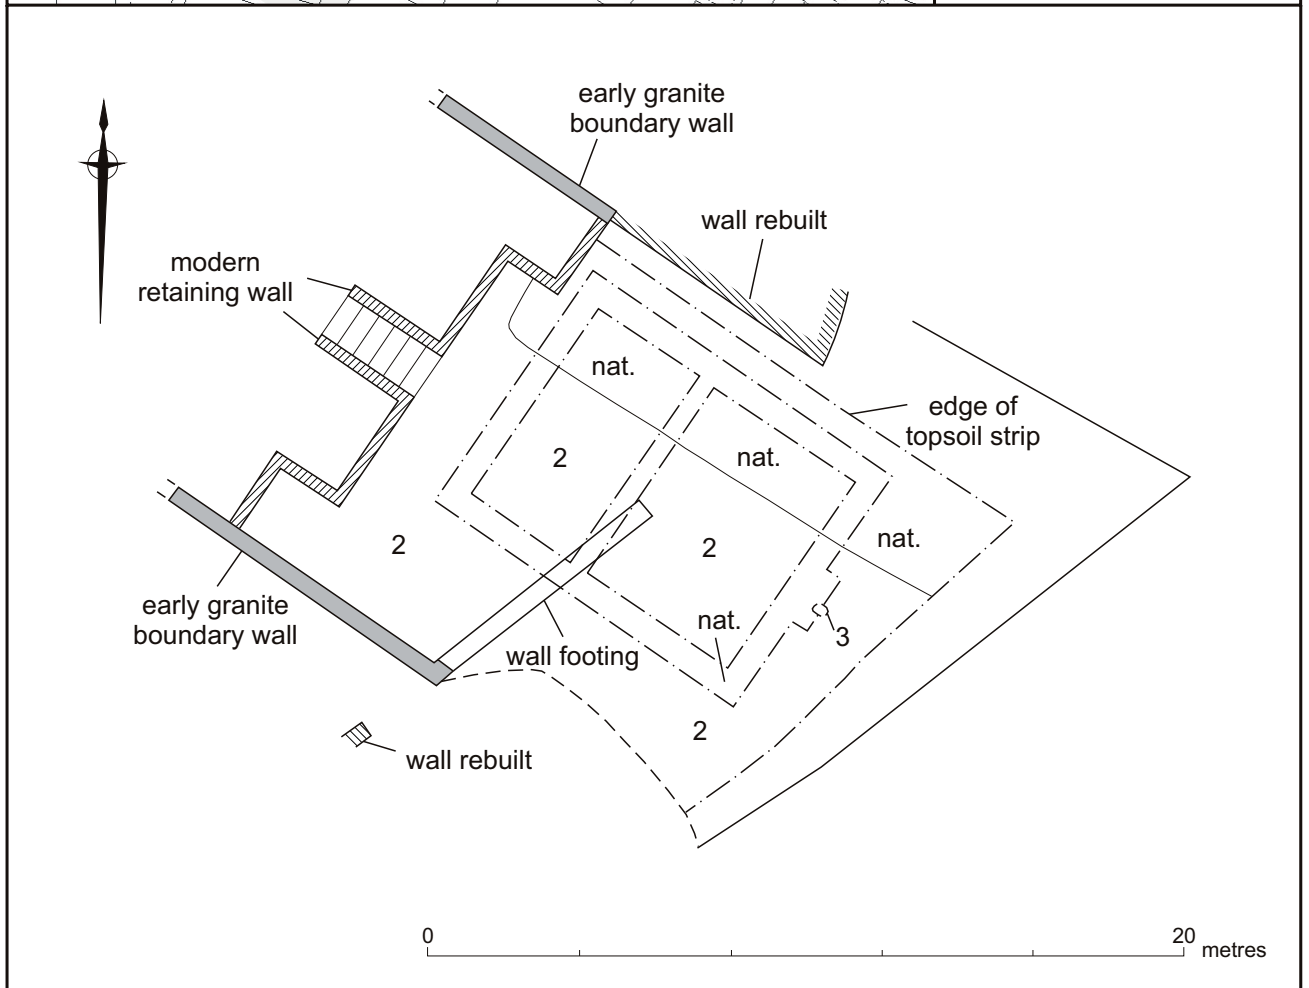 early granite
boundary wall
wall rebuilt
modern
retaining wall
nat.
edge of
topsoil strip
2
nat.
nat.
2
2
early granite
boundary wall
nat.
3
wall footing
2
wall rebuilt
0
20
metres